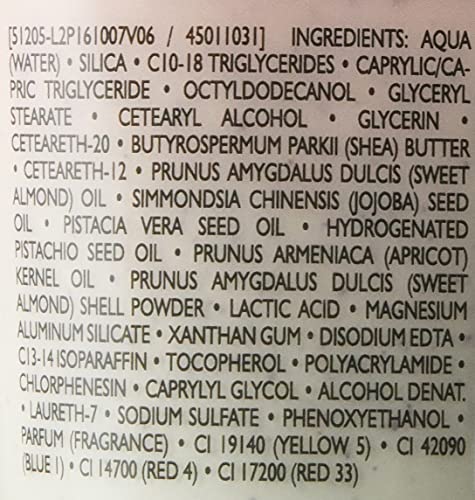 [51205-L2P161007V06 / 45011031] INGREDIENTS: AQUA
(WATER) • SILICA • C10-18 TRIGLYCERIDES • CAPRYLIC/CA-
PRIC TRIGLYCERIDE • OCTYLDODECANOL • GLYCERYL
STEARATE • CETEARYL ALCOHOL • GLYCERIN •
CETEARETH-20 • BUTYROSPERMUM PARKII (SHEA) BUTTER
• CETEARETH-12 • PRUNUS AMYGDALUS DULCIS (SWEET
ALMOND) OIL • SIMMONDSIA CHINENSIS (JOJOBA) SEED
OIL • PISTACIA VERA SEED OIL • HYDROGENATED
PISTACHIO SEED OIL • PRUNUS ARMENIACA (APRICOT)
KERNEL OIL • PRUNUS AMYGDALUS DULCIS (SWEET
ALMOND) SHELL POWDER • LACTIC ACID • MAGNESIUM
ALUMINUM SILICATE • XANTHAN GUM • DISODIUM EDTA •
C13-14 ISOPARAFFIN • TOCOPHEROL • POLYACRYLAMIDE •
CHLORPHENESIN • CAPRYLYL GLYCOL • ALCOHOL DENAT.
• LAURETH-7 • SODIUM SULFATE • PHENOXYETHANOL •
PARFUM (FRAGRANCE) • CI 19140 (YELLOW 5) • CI 42090
(BLUE 1) • CI 14700 (RED 4) • CI 17200 (RED 33)